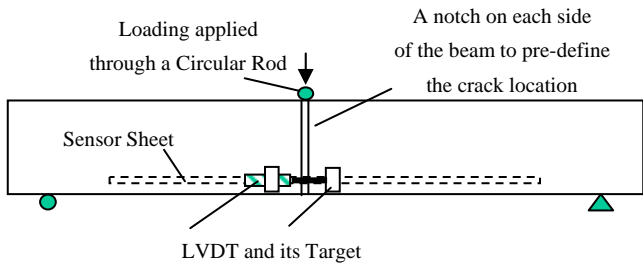 Loading applied
through a Circular Rod
A notch on each side
of the beam to pre-define
the crack location
Sensor Sheet
LVDT and its Target